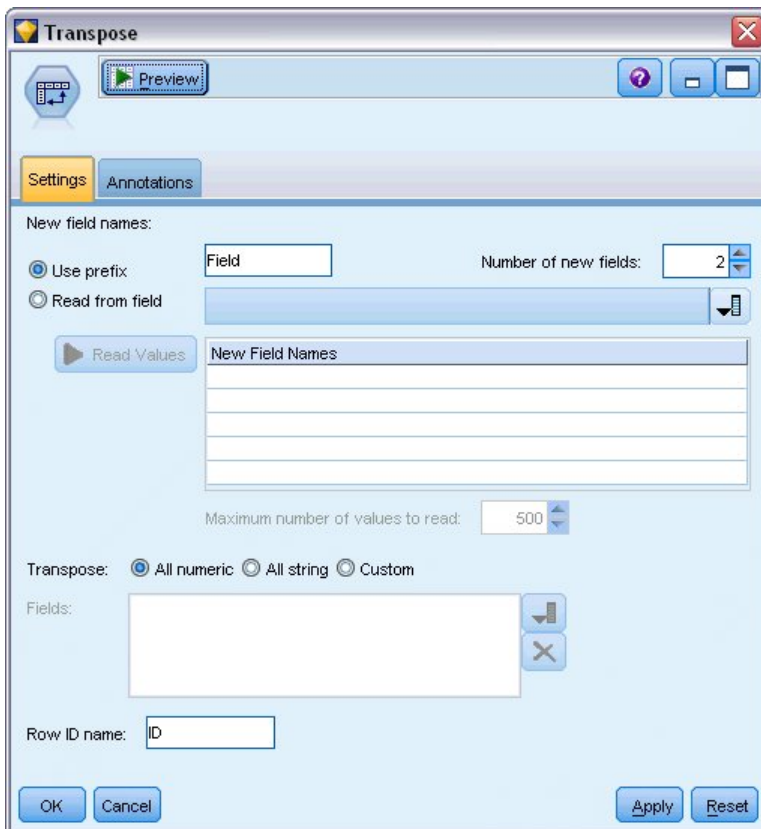 Transpose
Preview
Settings Annotations
New field names:
Use prefix Field Number of new fields: 2
Read from field
Read Values New Field Names
Maximum number of values to read: 500
Transpose: All numeric All string Custom
Fields:
Row ID name: ID
OK Cancel Apply Reset